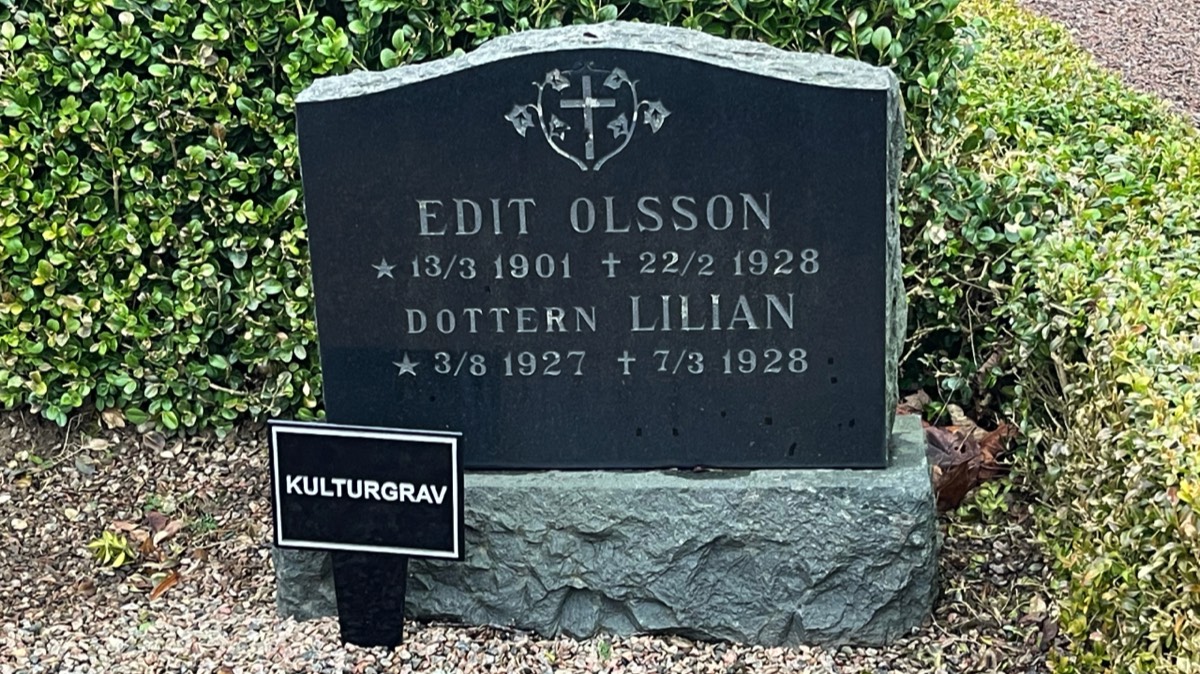 EDIT OLSSON
★ 13/3 1901 ✝ 22/2 1928
DOTTERN LILIAN
★ 3/8 1927 ✝ 7/3 1928
KULTURGRAV